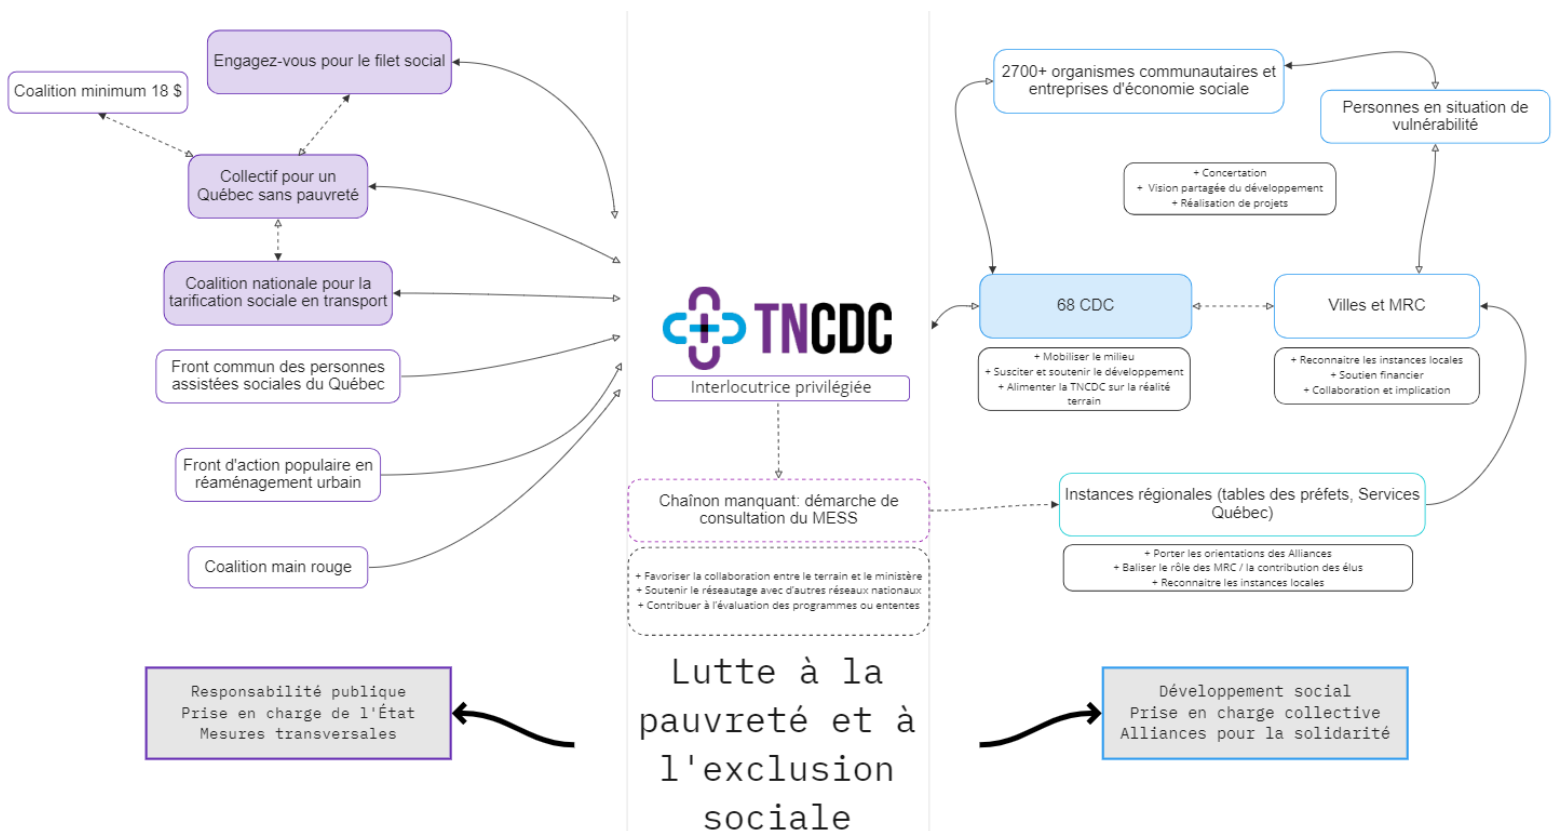 Engagez-vous pour le filet social
Coalition minimum 18 $
Collectif pour un
Québec sans pauvreté
Coalition nationale pour la
tarification sociale en transport
Front commun des personnes
assistées sociales du Québec
Front d'action populaire en
réaménagement urbain
Coalition main rouge
Responsabilité publique
Prise en charge de l'État
Mesures transversales
TNCDC
Interlocutrice privilégiée
Chaînon manquant: démarche de
consultation du MESS
+ Favoriser la collaboration entre le terrain et le ministère
+ Soutenir le réseautage avec d'autres réseaux nationaux
+ Contribuer à l'évaluation des programmes ou ententes
Lutte à la
pauvreté et à
l'exclusion
sociale
2700+ organismes communautaires et
entreprises d'économie sociale
Personnes en situation de
vulnérabilité
+ Concertation
+ Vision partagée du développement
+ Réalisation de projets
68 CDC
+ Mobiliser le milieu
+ Susciter et soutenir le développement
+ Alimenter la TNCDC sur la réalité
terrain
Villes et MRC
+ Reconnaitre les instances locales
+ Soutien financier
+ Collaboration et implication
Instances régionales (tables des préfets, Services
Québec)
+ Porter les orientations des Alliances
+ Baliser le rôle des MRC / la contribution des élus
+ Reconnaitre les instances locales
Développement social
Prise en charge collective
Alliances pour la solidarité